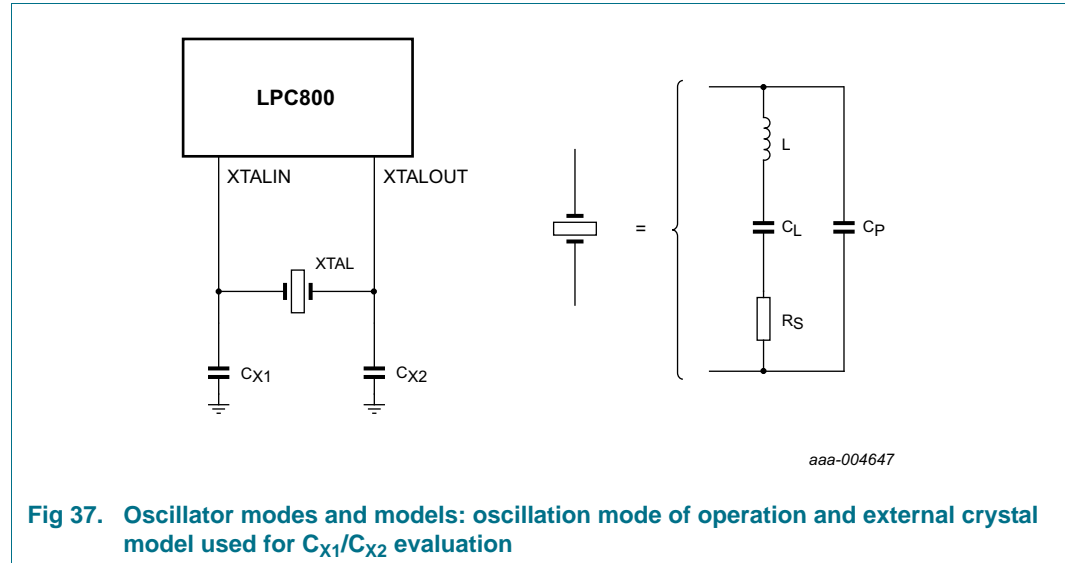 LPC800
XTALIN
XTALOUT
XTAL
CX1
CX2
=
L
CL
CP
RS
aaa-004647
Fig 37. Oscillator modes and models: oscillation mode of operation and external crystal
model used for CX1/CX2 evaluation